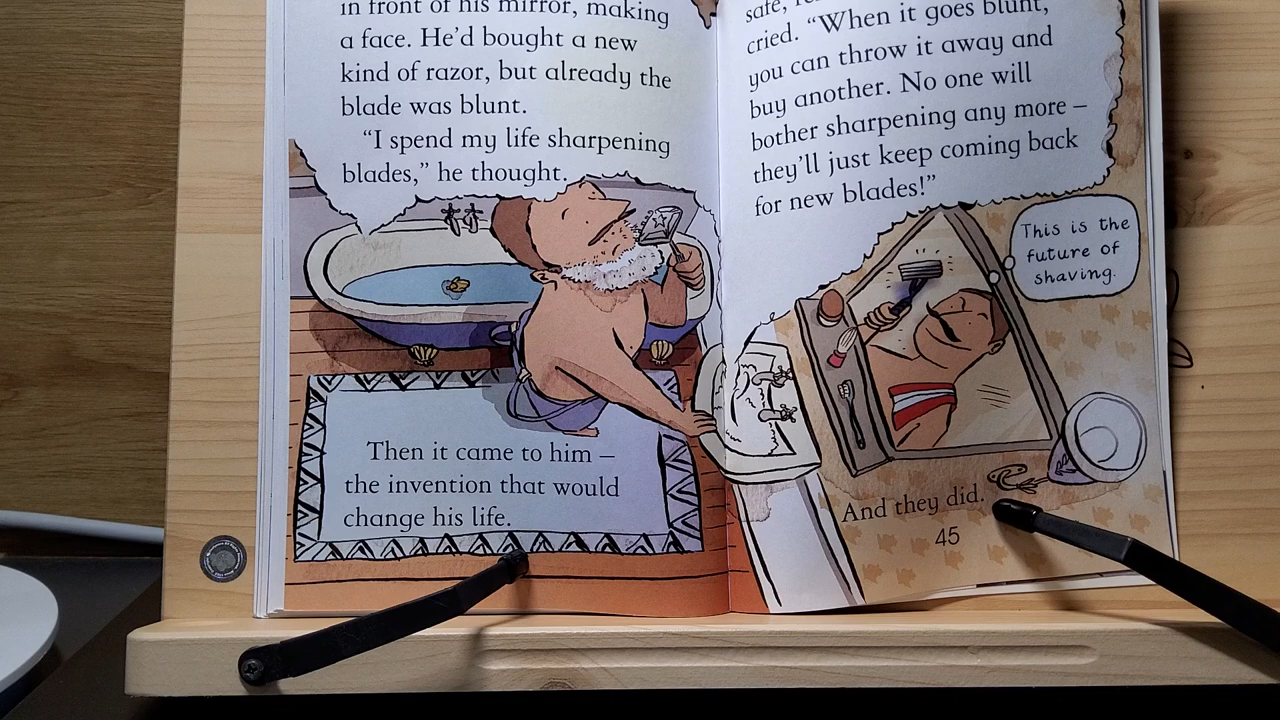 in front of his mirror, making
a face. He'd bought a new
kind of razor, but already the
blade was blunt.
"I spend my life sharpening
blades," he thought.
Then it came to him –
the invention that would
change his life.
safe,
cried. "When it goes blunt,
you can throw it away and
buy another. No one will
bother sharpening any more –
they'll just keep coming back
for new blades!"
This is the
future of
shaving.
And they did.
45